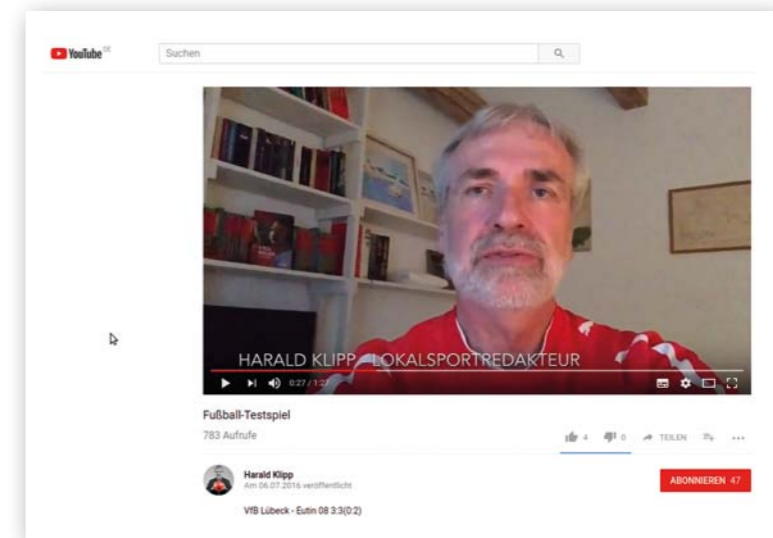 YouTube DE
Suchen
HARALD KLIPP - LOKALSPORTREDAKTEUR
0:27 / 1:27
Fußball-Testspiel
783 Aufrufe
4 0 TEILEN
Harald Klipp
Am 06.07.2016 veröffentlicht
ABONNIEREN 47
VfB Lübeck - Eutin 08 3:3(0:2)